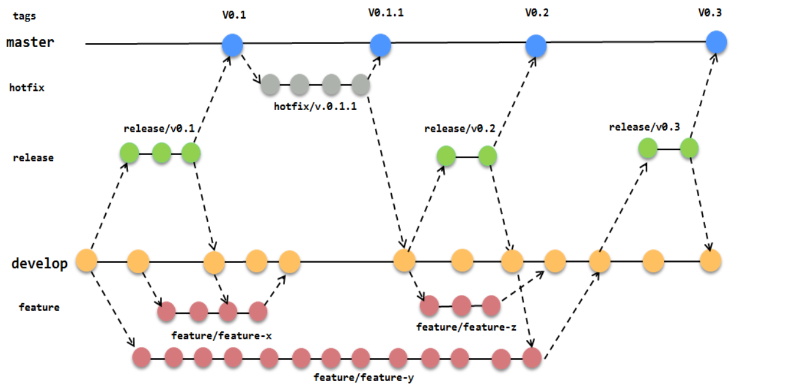 tags V0.1 V0.1.1 V0.2 V0.3
master
hotfix
hotfix/v.0.1.1
release/v0.1 release/v0.2 release/v0.3
release
develop
feature
feature/feature-x feature/feature-z
feature/feature-y